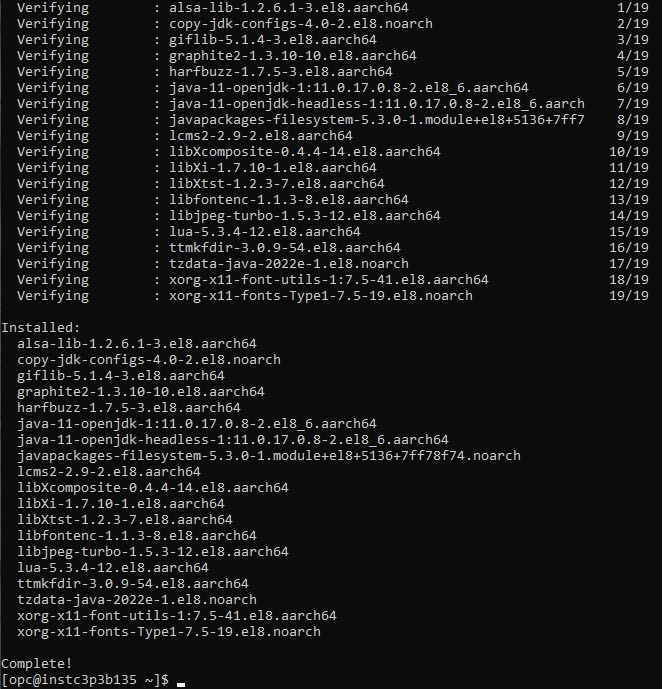 Verifying : alsa-lib-1.2.6.1-3.el8.aarch64 1/19
Verifying : copy-jdk-configs-4.0-2.el8.noarch 2/19
Verifying : giflib-5.1.4-3.el8.aarch64 3/19
Verifying : graphite2-1.3.10-10.el8.aarch64 4/19
Verifying : harfbuzz-1.7.5-3.el8.aarch64 5/19
Verifying : java-11-openjdk-1:11.0.17.0.8-2.el8_6.aarch64 6/19
Verifying : java-11-openjdk-headless-1:11.0.17.0.8-2.el8_6.aarch 7/19
Verifying : javapackages-filesystem-5.3.0-1.module+el8+5136+7ff7 8/19
Verifying : lcms2-2.9-2.el8.aarch64 9/19
Verifying : libXcomposite-0.4.4-14.el8.aarch64 10/19
Verifying : libXi-1.7.10-1.el8.aarch64 11/19
Verifying : libXtst-1.2.3-7.el8.aarch64 12/19
Verifying : libfontenc-1.1.3-8.el8.aarch64 13/19
Verifying : libjpeg-turbo-1.5.3-12.el8.aarch64 14/19
Verifying : lua-5.3.4-12.el8.aarch64 15/19
Verifying : ttmkfdir-3.0.9-54.el8.aarch64 16/19
Verifying : tzdata-java-2022e-1.el8.noarch 17/19
Verifying : xorg-x11-font-utils-1:7.5-41.el8.aarch64 18/19
Verifying : xorg-x11-fonts-Type1-7.5-19.el8.noarch 19/19
Installed:
alsa-lib-1.2.6.1-3.el8.aarch64
copy-jdk-configs-4.0-2.el8.noarch
giflib-5.1.4-3.el8.aarch64
graphite2-1.3.10-10.el8.aarch64
harfbuzz-1.7.5-3.el8.aarch64
java-11-openjdk-1:11.0.17.0.8-2.el8_6.aarch64
java-11-openjdk-headless-1:11.0.17.0.8-2.el8_6.aarch64
javapackages-filesystem-5.3.0-1.module+el8+5136+7ff78f74.noarch
lcms2-2.9-2.el8.aarch64
libXcomposite-0.4.4-14.el8.aarch64
libXi-1.7.10-1.el8.aarch64
libXtst-1.2.3-7.el8.aarch64
libfontenc-1.1.3-8.el8.aarch64
libjpeg-turbo-1.5.3-12.el8.aarch64
lua-5.3.4-12.el8.aarch64
ttmkfdir-3.0.9-54.el8.aarch64
tzdata-java-2022e-1.el8.noarch
xorg-x11-font-utils-1:7.5-41.el8.aarch64
xorg-x11-fonts-Type1-7.5-19.el8.noarch
Complete!
[opc@instc3p3b135 ~]$